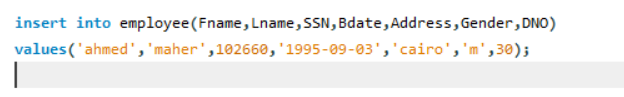 insert into employee(Fname,Lname,SSN,Bdate,Address,Gender,DNO)
values('ahmed','maher',102660,'1995-09-03','cairo','m',30);